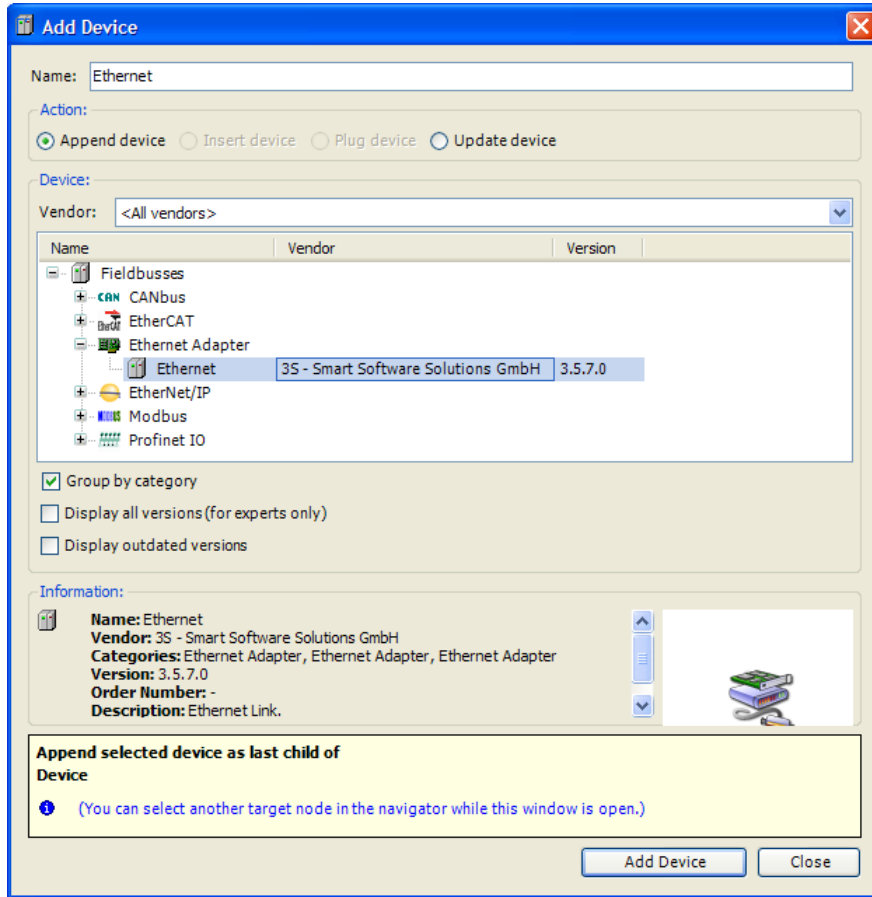 Add Device
Name: Ethernet
Action:
Append device Insert device Plug device Update device
Device:
Vendor: <All vendors>
Name Vendor Version
Fieldbusses
CAN CANbus
EtherCAT EtherCAT
Ethernet Adapter
Ethernet 3S - Smart Software Solutions GmbH 3.5.7.0
EtherNet/IP
MODBUS Modbus
Profinet IO
Group by category
Display all versions (for experts only)
Display outdated versions
Information:
Name: Ethernet
Vendor: 3S - Smart Software Solutions GmbH
Categories: Ethernet Adapter, Ethernet Adapter, Ethernet Adapter
Version: 3.5.7.0
Order Number: -
Description: Ethernet Link.
Append selected device as last child of
Device
(You can select another target node in the navigator while this window is open.)
Add Device Close